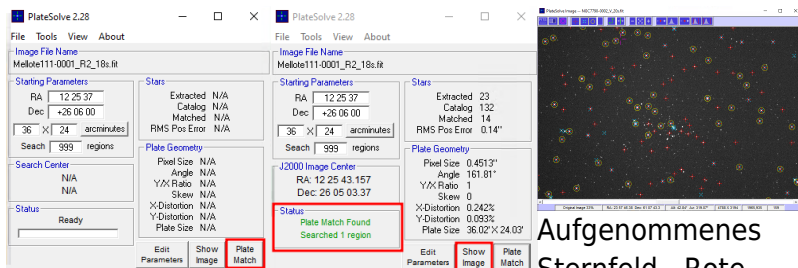 PlateSolve 2.28
File Tools View About
Image File Name
Mellote111-0001_R2_18s.fit
Starting Parameters
RA 12 25 37
Dec +26 06 00
36 X 24 arcminutes
Seach 999 regions
Search Center
N/A
N/A
Status
Ready
Stars
Extracted N/A
Catalog N/A
Matched N/A
RMS Pos Error N/A
Plate Geometry
Pixel Size N/A
Angle N/A
Y/X Ratio N/A
Skew N/A
X-Distortion N/A
Y-Distortion N/A
Plate Size N/A
Edit Parameters
Show Image
Plate Match
PlateSolve 2.28
File Tools View About
Image File Name
Mellote111-0001_R2_18s.fit
Starting Parameters
RA 12 25 37
Dec +26 06 00
36 X 24 arcminutes
Seach 999 regions
J2000 Image Center
RA: 12 25 43.157
Dec: 26 05 03.37
Status
Plate Match Found
Searched 1 region
Stars
Extracted 23
Catalog 132
Matched 14
RMS Pos Error 0.14"
Plate Geometry
Pixel Size 0.4513"
Angle 161.81°
Y/X Ratio 1
Skew 0
X-Distortion 0.242%
Y-Distortion 0.093%
Plate Size 36.02' X 24.03'
Edit Parameters
Show Image
Plate Match
Aufgenommenes